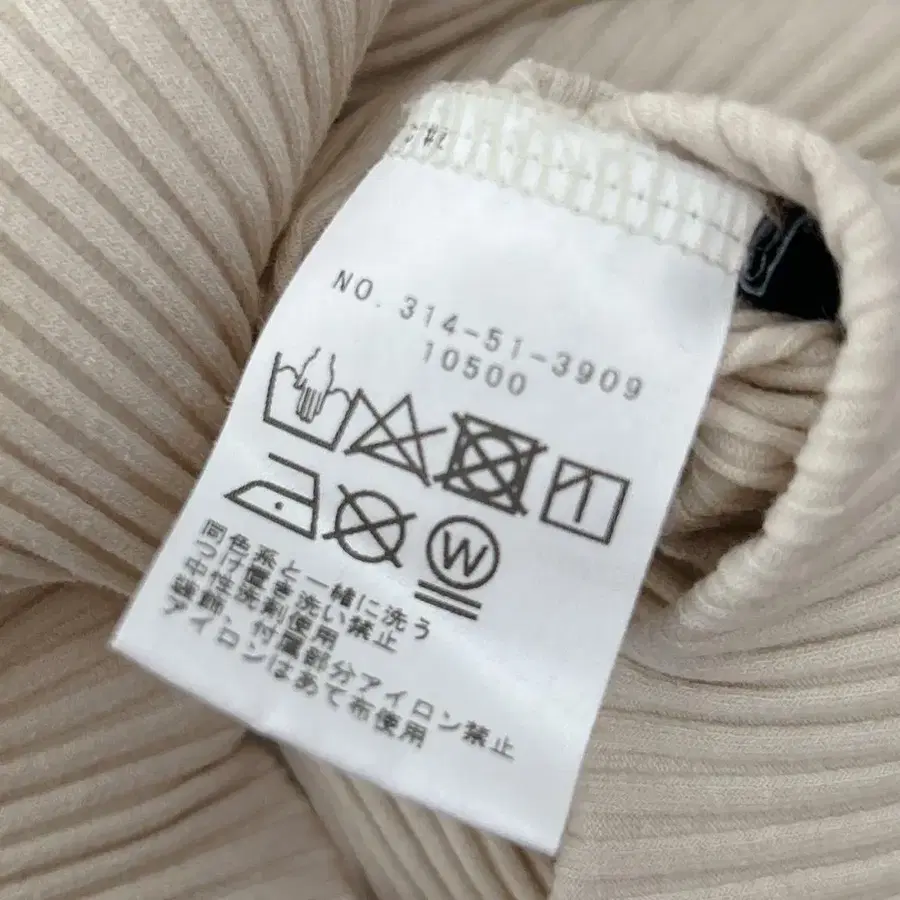 NO. 314-51-3909
10500
W
同色系と一緒に洗う
つけ置き洗い禁止
中性洗剤使用
装飾・付置部分アイロン禁止
アイロンはあて布使用